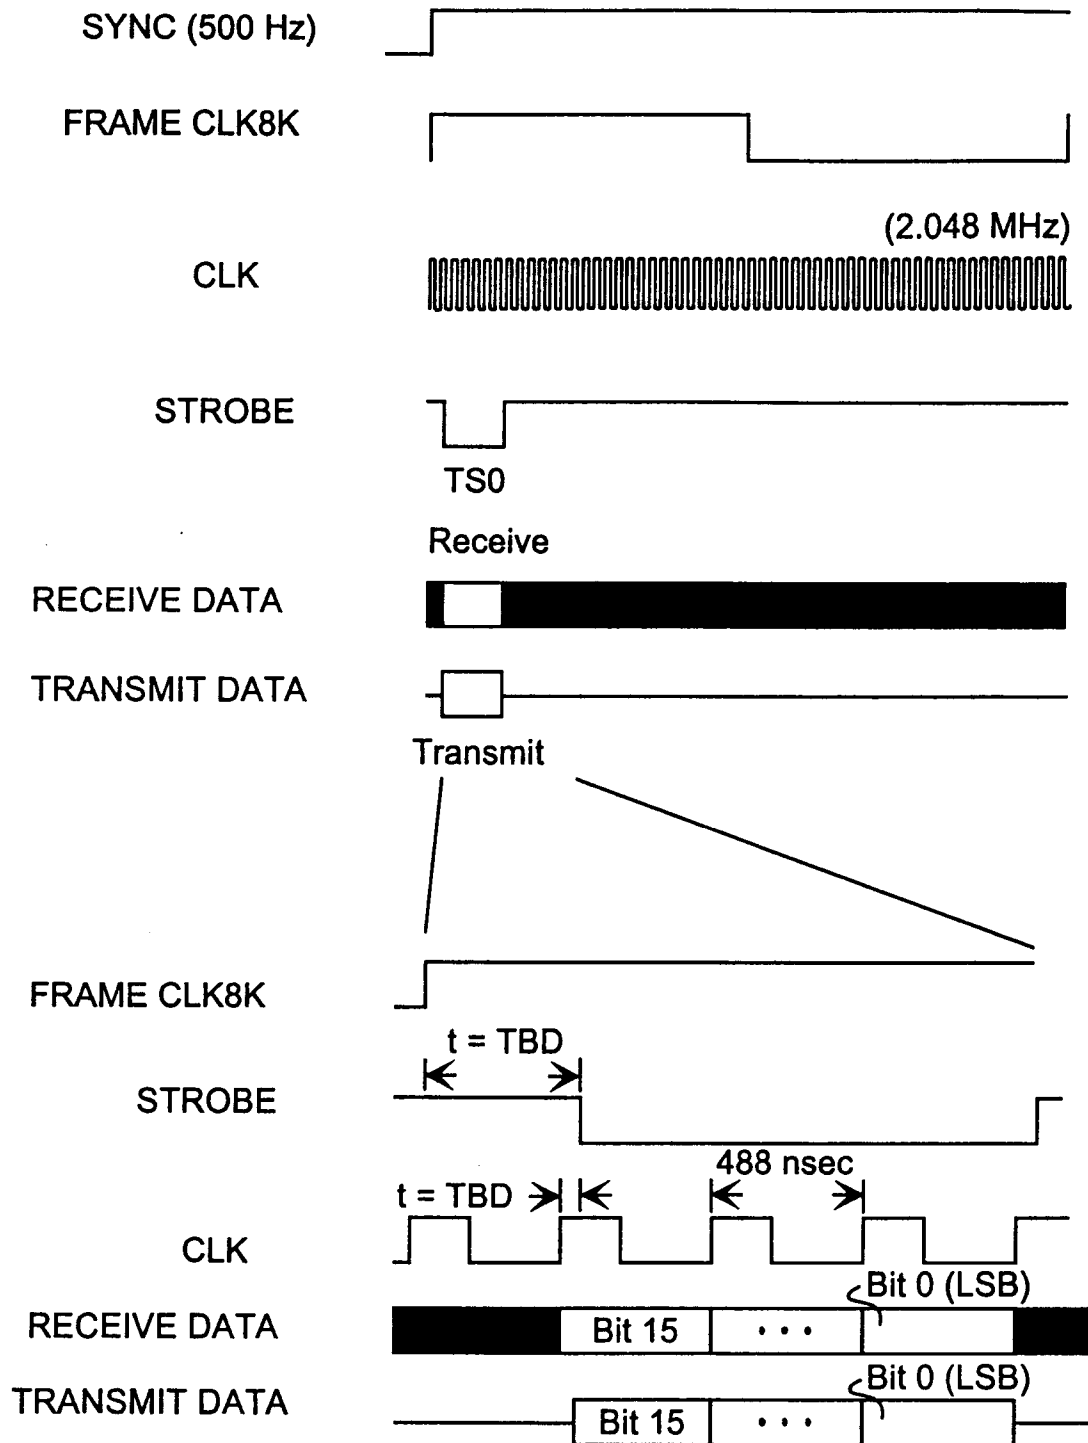 SYNC (500 Hz)
FRAME CLK8K
(2.048 MHz)
CLK
STROBE
TS0
Receive
RECEIVE DATA
TRANSMIT DATA
Transmit
FRAME CLK8K
t = TBD
STROBE
488 nsec
t = TBD
CLK
Bit 0 (LSB)
RECEIVE DATA
Bit 15
• • •
Bit 0 (LSB)
TRANSMIT DATA
Bit 15
• • •